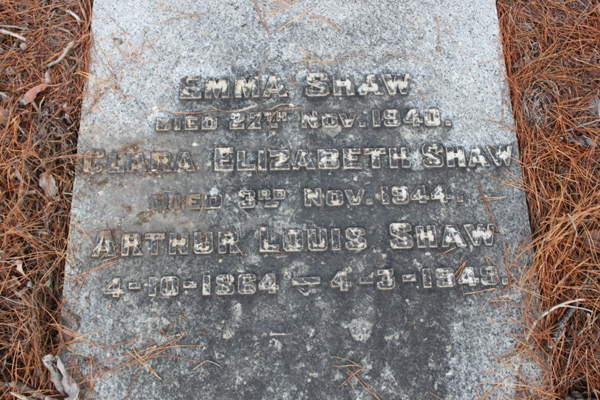 EMMA SHAW
DIED 27TH NOV. 1940.
CLARA ELIZABETH SHAW
DIED 3RD NOV. 1944.
ARTHUR LOUIS SHAW
4-10-1864 — 4-3-1949.